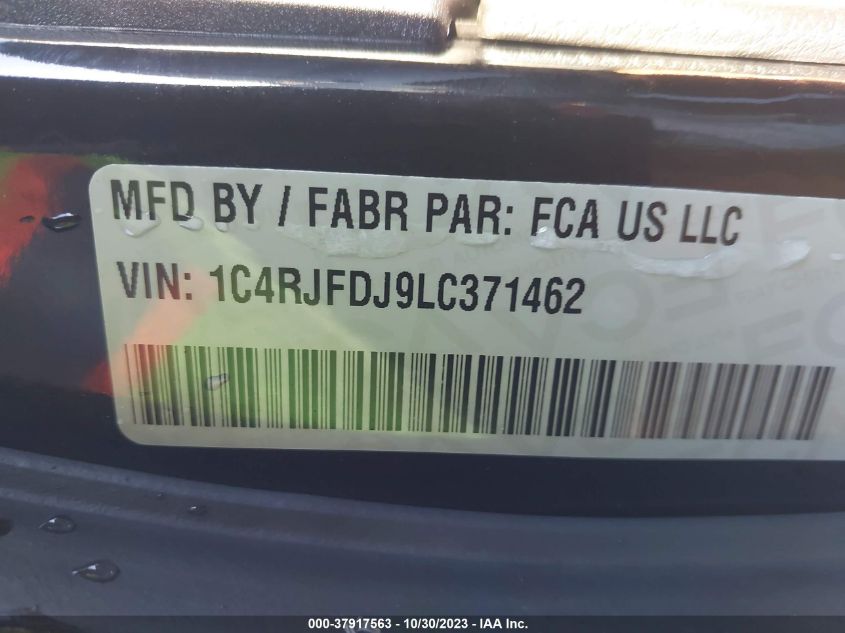 MFD BY / FABR PAR: FCA US LLC
VIN: 1C4RJFDJ9LC371462
000-37917563 - 10/30/2023 - © IAA Inc.